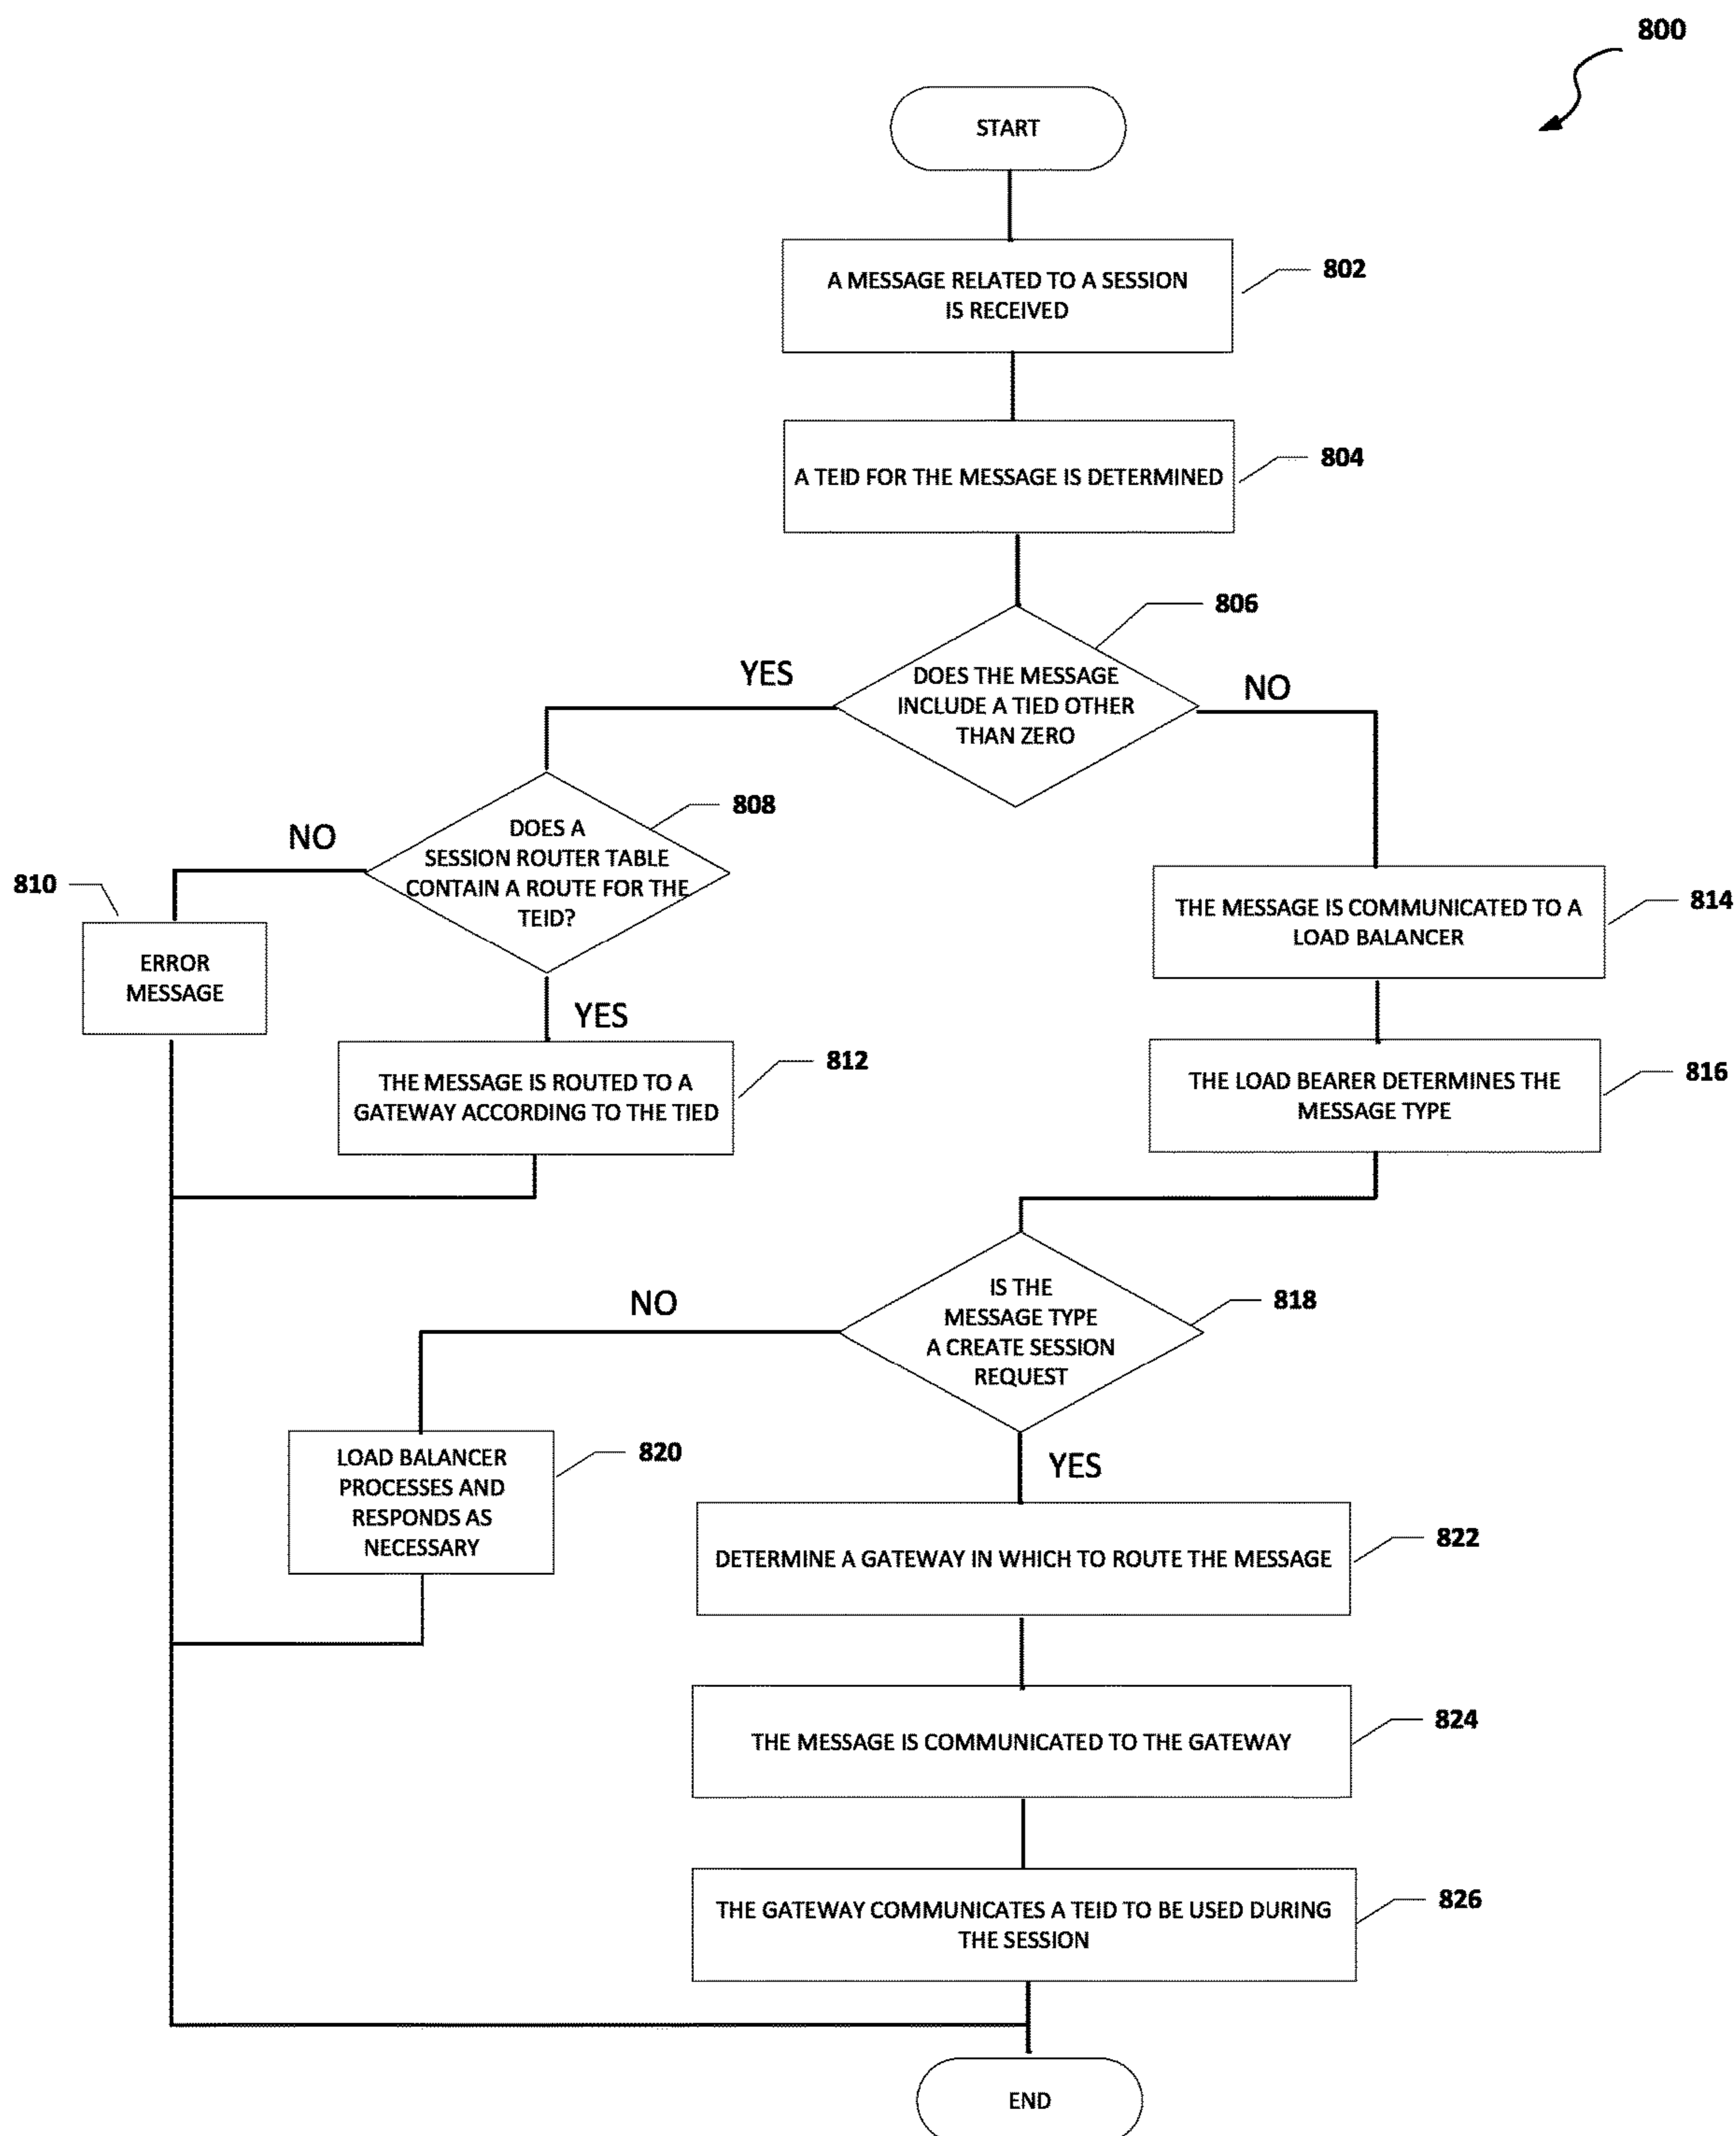 800
START
A MESSAGE RELATED TO A SESSION
IS RECEIVED
802
A TEID FOR THE MESSAGE IS DETERMINED
804
806
DOES THE MESSAGE
INCLUDE A TIED OTHER
THAN ZERO
YES
NO
808
DOES A
SESSION ROUTER TABLE
CONTAIN A ROUTE FOR THE
TEID?
NO
810
ERROR
MESSAGE
YES
814
THE MESSAGE IS COMMUNICATED TO A
LOAD BALANCER
812
THE MESSAGE IS ROUTED TO A
GATEWAY ACCORDING TO THE TIED
816
THE LOAD BEARER DETERMINES THE
MESSAGE TYPE
818
IS THE
MESSAGE TYPE
A CREATE SESSION
REQUEST
NO
YES
820
LOAD BALANCER
PROCESSES AND
RESPONDS AS
NECESSARY
822
DETERMINE A GATEWAY IN WHICH TO ROUTE THE MESSAGE
824
THE MESSAGE IS COMMUNICATED TO THE GATEWAY
826
THE GATEWAY COMMUNICATES A TEID TO BE USED DURING
THE SESSION
END